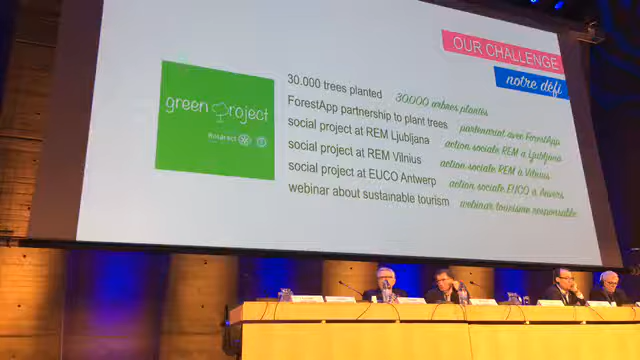 OUR CHALLENGE
notre défi
green project
Rotaract
30.000 trees planted
30.000 arbres plantés
ForestApp partnership to plant trees
partenariat avec ForestApp
social project at REM Ljubljana
action sociale REM à Ljubljana
social project at REM Vilnius
action sociale REM à Vilnius
social project at EUCO Antwerp
action sociale EUCO à Anvers
webinar about sustainable tourism
webinar tourisme responsable